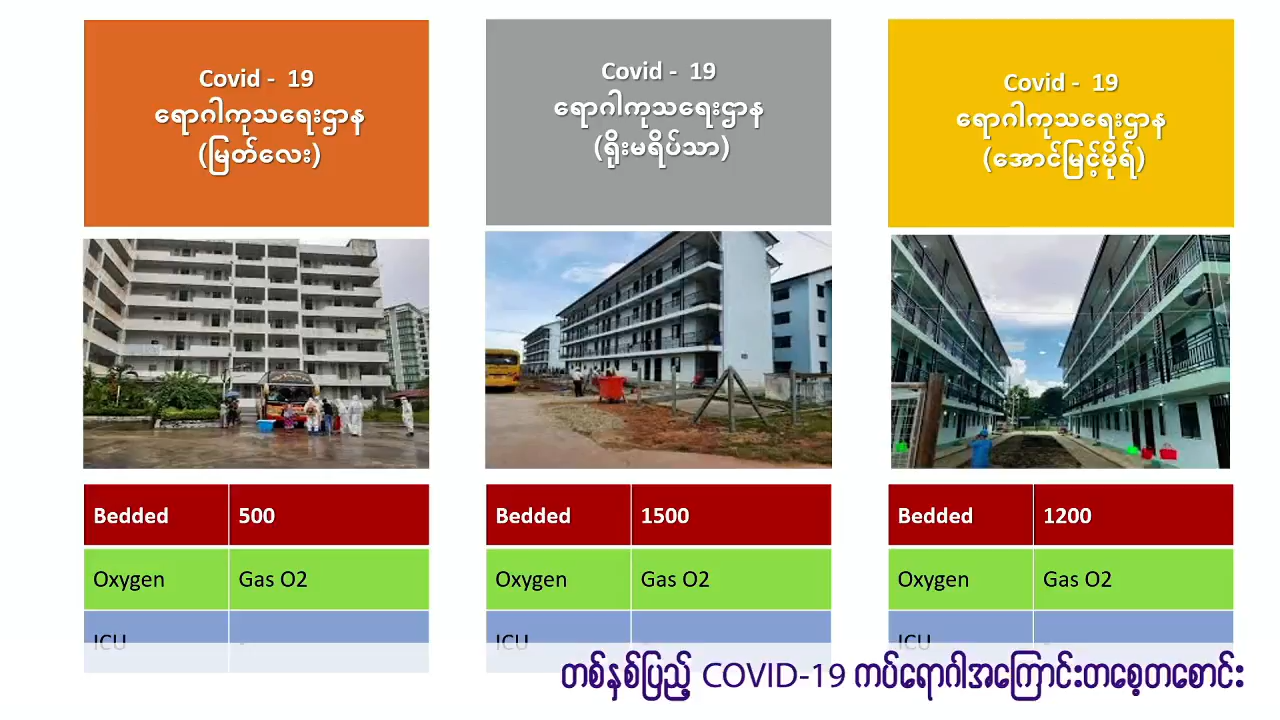 Covid - 19
ရောဂါကုသရေးဌာန
(မြတ်လေး)
Covid - 19
ရောဂါကုသရေးဌာန
(ရိုးမရိပ်သာ)
Covid - 19
ရောဂါကုသရေးဌာန
(အောင်မြင့်မိုရ်)
Bedded 500
Oxygen Gas O2
ICU -
Bedded 1500
Oxygen Gas O2
ICU -
Bedded 1200
Oxygen Gas O2
ICU -
တစ်နှစ်ပြည့် COVID-19 ကပ်ရောဂါအကြောင်းတစေ့တစောင်း